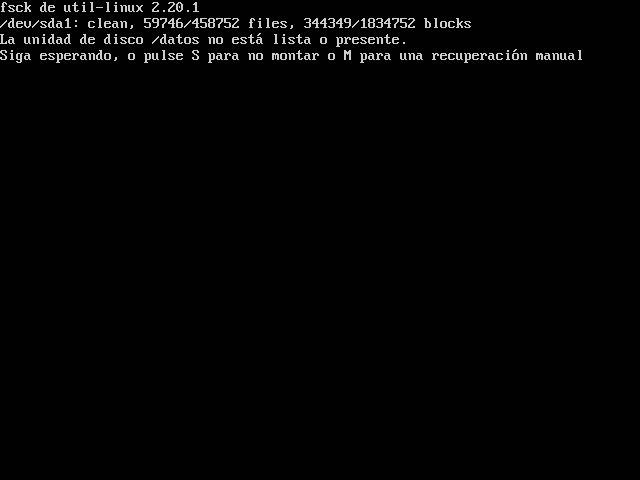 fsck de util-linux 2.20.1
/dev/sda1: clean, 59746/458752 files, 344349/1834752 blocks
La unidad de disco /datos no está lista o presente.
Siga esperando, o pulse S para no montar o M para una recuperación manual